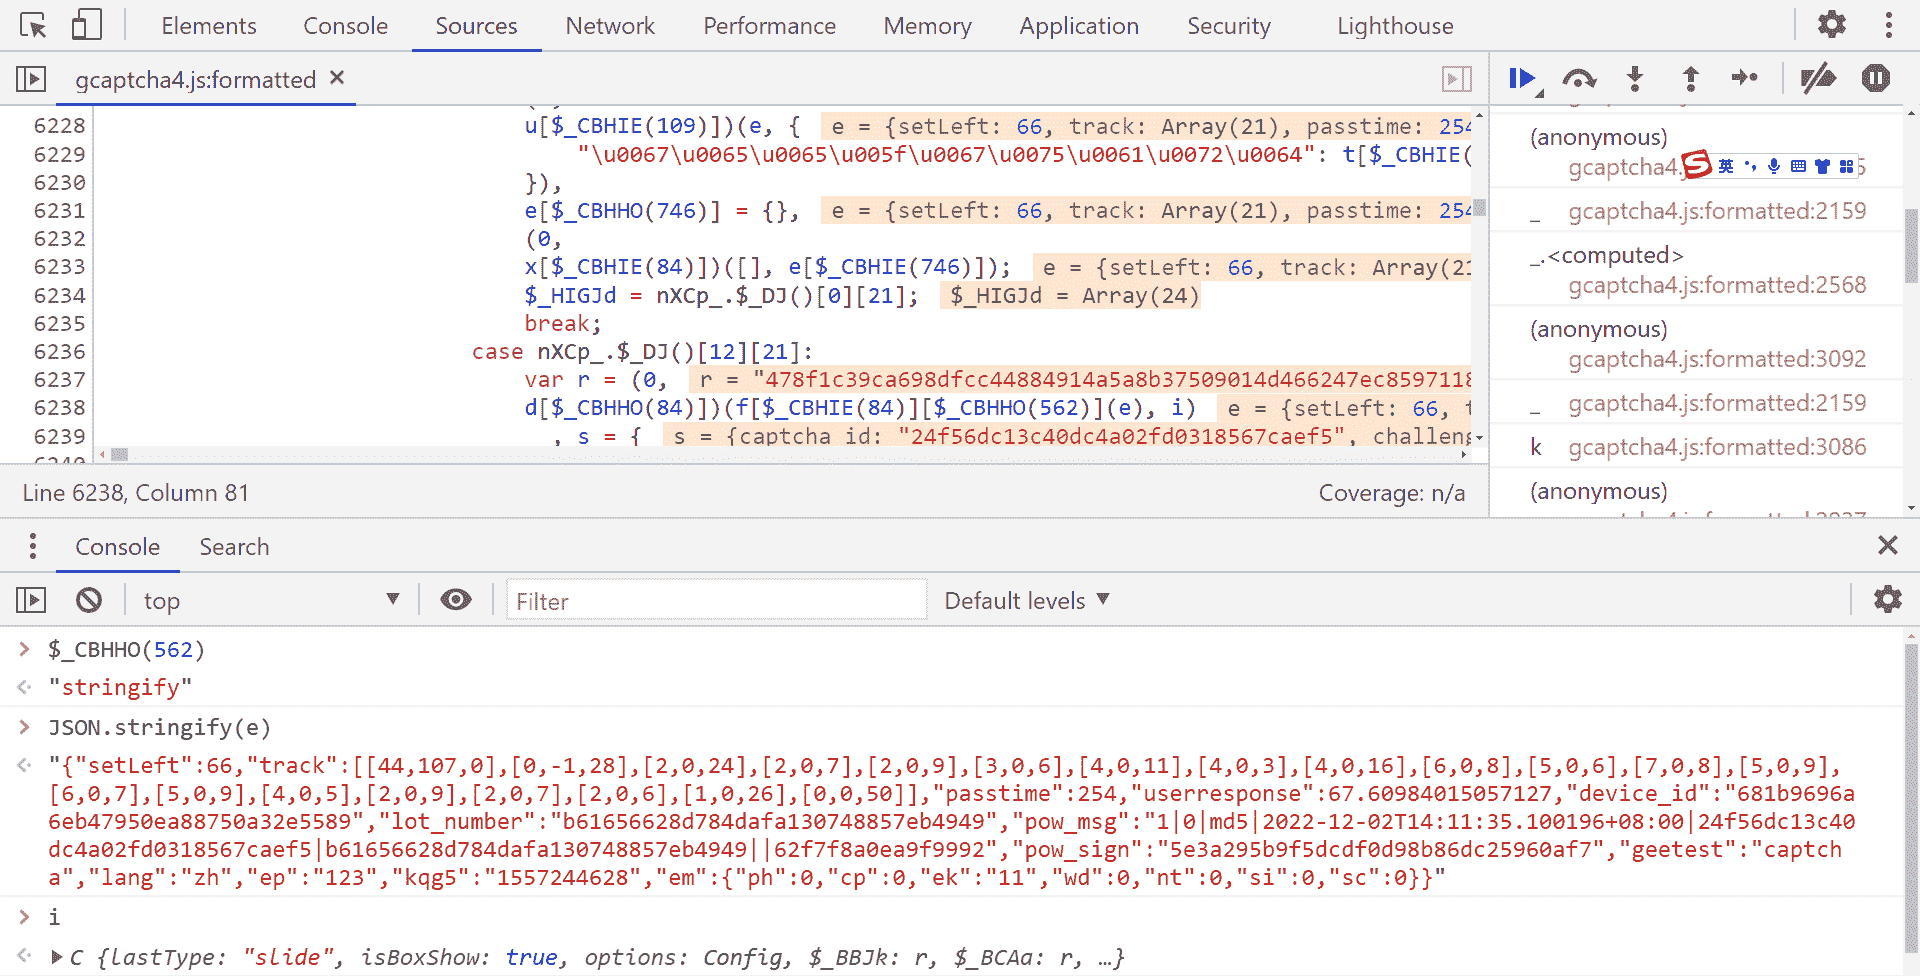 Elements Console Sources Network Performance Memory Application Security Lighthouse
gcaptcha4.js:formatted ×
6228 u[$_CBHIE(109)])(e, { e = {setLeft: 66, track: Array(21), passtime: 254
6229 "\u0067\u0065\u0065\u005f\u0067\u0075\u0061\u0072\u0064": t[$_CBHIE(
6230 }),
6231 e[$_CBHHO(746)] = {}, e = {setLeft: 66, track: Array(21), passtime: 254
6232 (0,
6233 x[$_CBHIE(84)])([], e[$_CBHIE(746)]); e = {setLeft: 66, track: Array(21
6234 $_HIGJd = nXCp_.$_DJ()[0][21]; $_HIGJd = Array(24)
6235 break;
6236 case nXCp_.$_DJ()[12][21]:
6237 var r = (0, r = "478f1c39ca698dfcc44884914a5a8b37509014d466247ec8597118
6238 d[$_CBHHO(84)])(f[$_CBHIE(84)][$_CBHHO(562)](e), i) e = {setLeft: 66, t
6239 , s = { s = {captcha_id: "24f56dc13c40dc4a02fd0318567caef5", challeng
6240
Line 6238, Column 81 Coverage: n/a
(anonymous)
gcaptcha4.j 英 5
_ gcaptcha4.js:formatted:2159
_.<computed>
gcaptcha4.js:formatted:2568
(anonymous)
gcaptcha4.js:formatted:3092
_ gcaptcha4.js:formatted:2159
k gcaptcha4.js:formatted:3086
(anonymous)
Console Search
top Filter Default levels
> $_CBHHO(562)
"stringify"
> JSON.stringify(e)
"{"setLeft":66,"track":[[44,107,0],[0,-1,28],[2,0,24],[2,0,7],[2,0,9],[3,0,6],[4,0,11],[4,0,3],[4,0,16],[6,0,8],[5,0,6],[7,0,8],[5,0,9],
[6,0,7],[5,0,9],[4,0,5],[2,0,9],[2,0,7],[2,0,6],[1,0,26],[0,0,50]],"passtime":254,"userresponse":67.60984015057127,"device_id":"681b9696a
6eb47950ea88750a32e5589","lot_number":"b61656628d784dafa130748857eb4949","pow_msg":"1|0|md5|2022-12-02T14:11:35.100196+08:00|24f56dc13c40
dc4a02fd0318567caef5|b61656628d784dafa130748857eb4949||62f7f8a0ea9f9992","pow_sign":"5e3a295b9f5dcdf0d98b86dc25960af7","geetest":"captch
a","lang":"zh","ep":"123","kqg5":"1557244628","em":{"ph":0,"cp":0,"ek":"11","wd":0,"nt":0,"si":0,"sc":0}}"
> i
C {lastType: "slide", isBoxShow: true, options: Config, $_BBJk: r, $_BCAa: r, …}